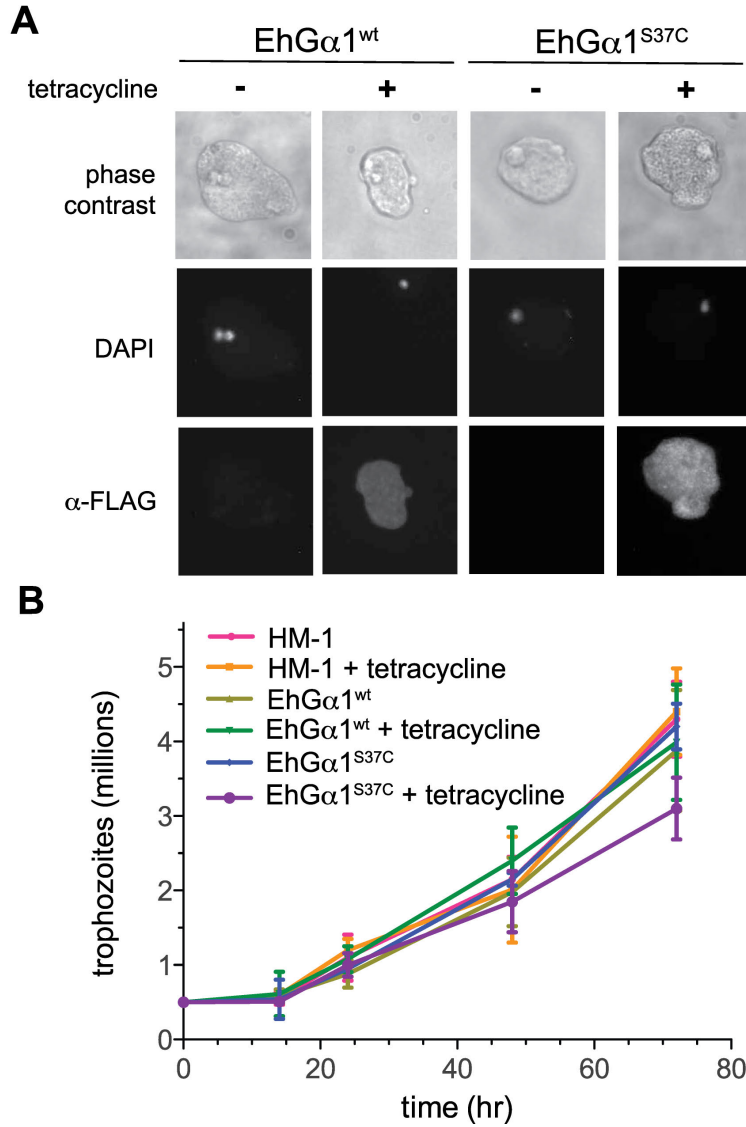 A
EhGα1wt EhGα1S37C
tetracycline - + - +
phase
contrast
DAPI
α-FLAG
B
HM-1
HM-1 + tetracycline
EhGα1wt
EhGα1wt + tetracycline
EhGα1S37C
EhGα1S37C + tetracycline
trophozoites (millions)
5
4
3
2
1
0
0 20 40 60 80
time (hr)